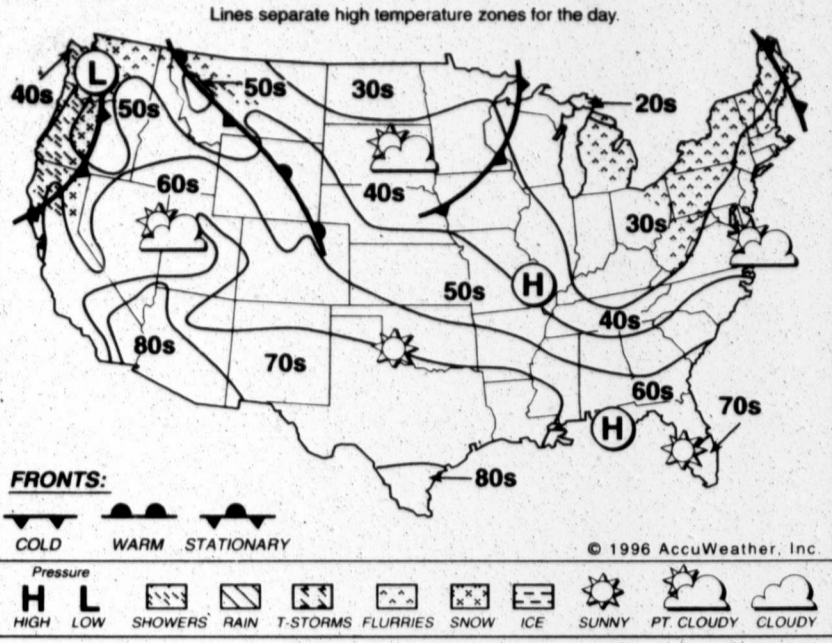 Lines separate high temperature zones for the day.
L
40s
50s
50s
30s
20s
60s
40s
30s
50s
H
40s
80s
70s
60s
70s
H
80s
FRONTS:
COLD WARM STATIONARY
© 1996 AccuWeather, Inc.
Pressure
H L
HIGH LOW SHOWERS RAIN T-STORMS FLURRIES SNOW ICE SUNNY PT. CLOUDY CLOUDY